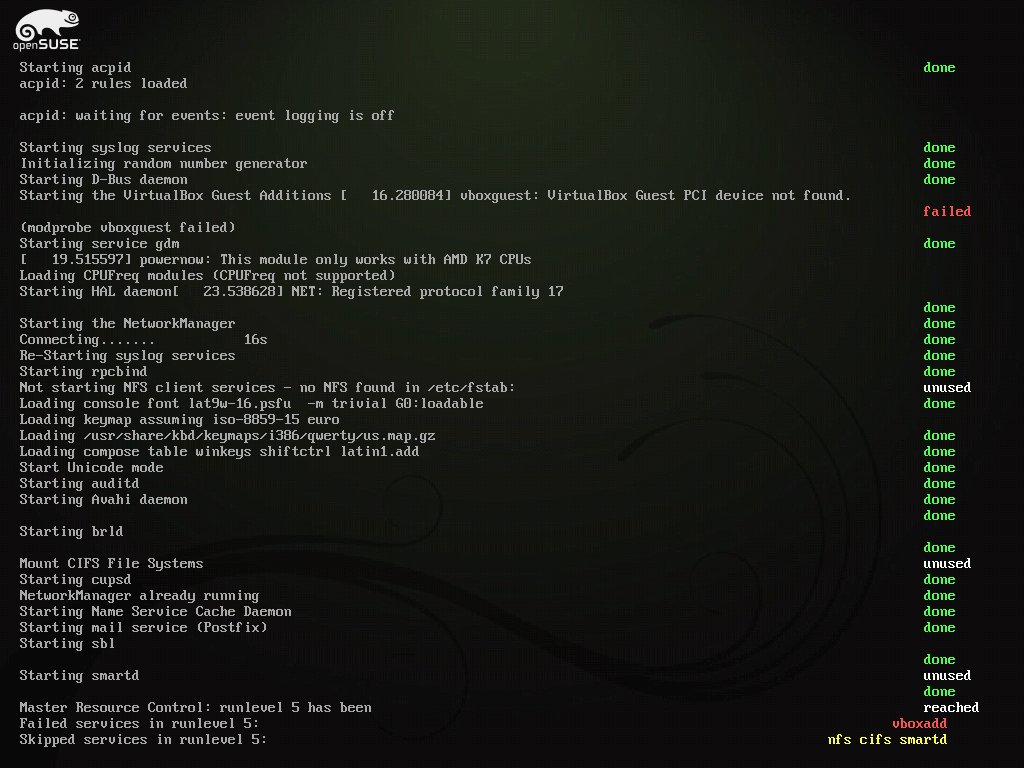 openSUSE
Starting acpid done
acpid: 2 rules loaded
acpid: waiting for events: event logging is off
Starting syslog services done
Initializing random number generator done
Starting D-Bus daemon done
Starting the VirtualBox Guest Additions [   16.280084] vboxguest: VirtualBox Guest PCI device not found.
failed
(modprobe vboxguest failed)
Starting service gdm done
[   19.515597] powernow: This module only works with AMD K7 CPUs
Loading CPUFreq modules (CPUFreq not supported)
Starting HAL daemon[   23.538628] NET: Registered protocol family 17
done
Starting the NetworkManager done
Connecting....... 16s done
Re-Starting syslog services done
Starting rpcbind done
Not starting NFS client services - no NFS found in /etc/fstab: unused
Loading console font lat9w-16.psfu  -m trivial G0:loadable done
Loading keymap assuming iso-8859-15 euro
Loading /usr/share/kbd/keymaps/i386/qwerty/us.map.gz done
Loading compose table winkeys shiftctrl latin1.add done
Start Unicode mode done
Starting auditd done
Starting Avahi daemon done
done
Starting brld
done
Mount CIFS File Systems unused
Starting cupsd done
NetworkManager already running done
Starting Name Service Cache Daemon done
Starting mail service (Postfix) done
Starting sbl
done
Starting smartd unused
done
Master Resource Control: runlevel 5 has been reached
Failed services in runlevel 5: vboxadd
Skipped services in runlevel 5: nfs cifs smartd